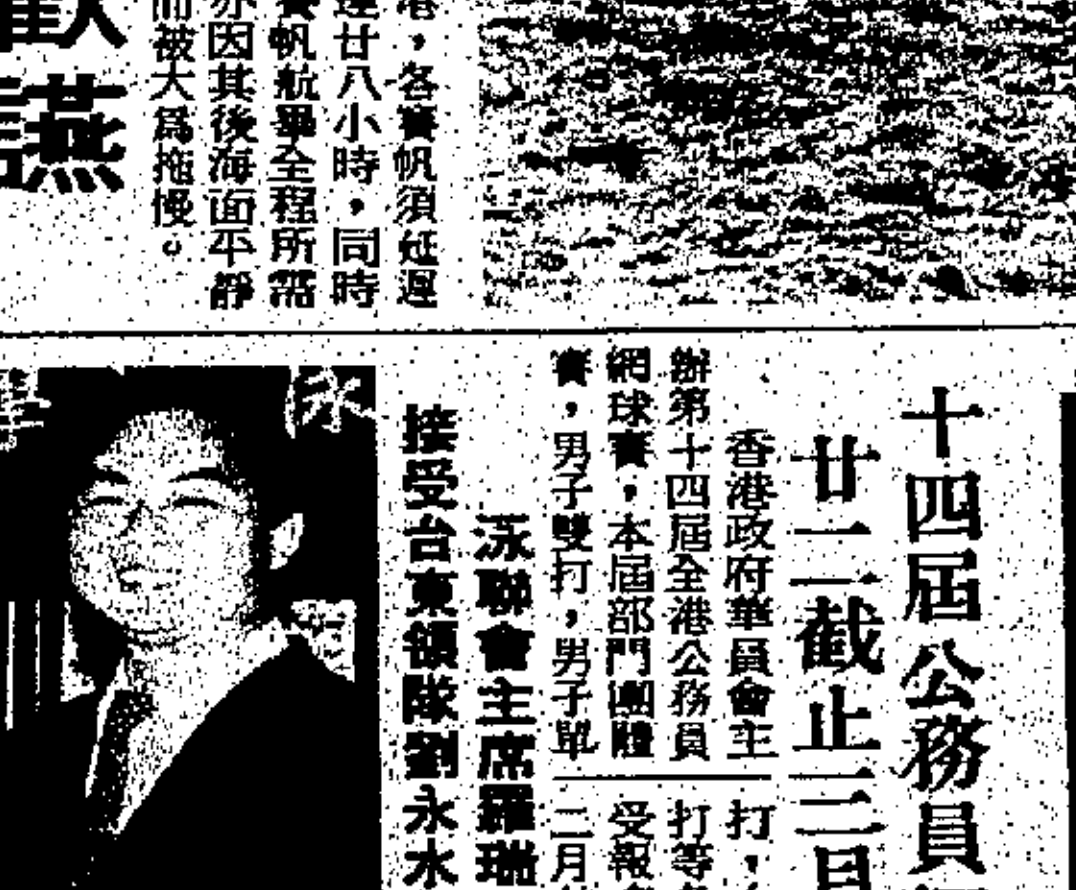 港，各賽帆須延遲
達廿八小時，同時
賽帆航畢全程所需
亦因其後海面平靜
而被大爲拖慢。
歡
讌
十四屆公務員
廿二截止三月
香港政府華員會主
辦第十四屆全港公務員
網球賽，本屆部門團體
賽，男子雙打，男子單
打，
打等
受報
二月
泳聯會主席羅瑞
接受台東領隊劉永水
泳